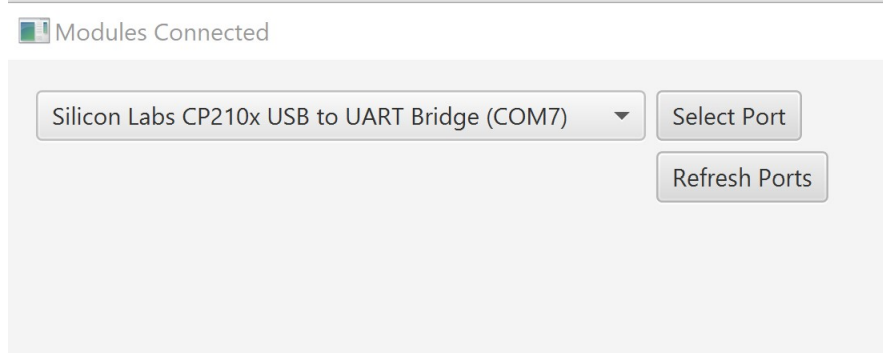 Modules Connected
Silicon Labs CP210x USB to UART Bridge (COM7)
Select Port
Refresh Ports